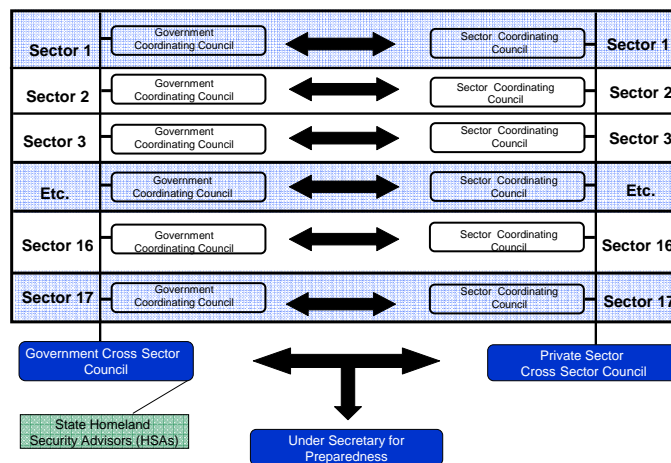 Sector 1
Government
Coordinating Council
Sector Coordinating
Council
Sector 1
Sector 2
Government
Coordinating Council
Sector Coordinating
Council
Sector 2
Sector 3
Government
Coordinating Council
Sector Coordinating
Council
Sector 3
Etc.
Government
Coordinating Council
Sector Coordinating
Council
Etc.
Sector 16
Government
Coordinating Council
Sector Coordinating
Council
Sector 16
Sector 17
Government
Coordinating Council
Sector Coordinating
Council
Sector 17
Government Cross Sector
Council
Private Sector
Cross Sector Council
State Homeland
Security Advisors (HSAs)
Under Secretary for
Preparedness